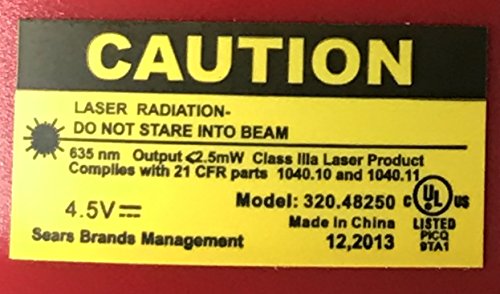 CAUTION
LASER RADIATION-
DO NOT STARE INTO BEAM
635 nm Output <2.5mW Class IIIa Laser Product
Complies with 21 CFR parts 1040.10 and 1040.11
4.5V⎓
Model: 320.48250
Made in China
12,2013
Sears Brands Management
C UL US
LISTED
PICQ
9TA1